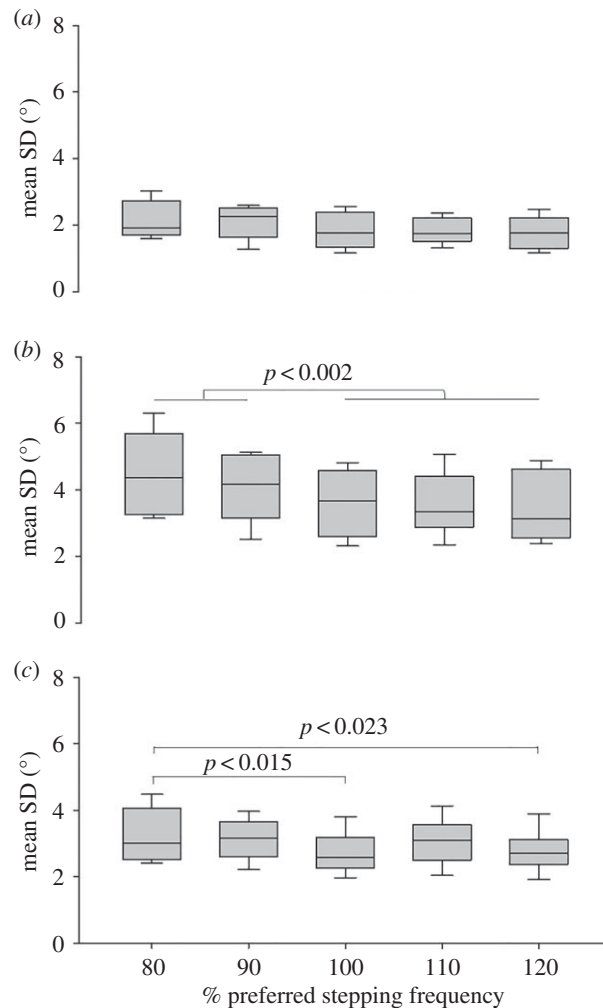 (a)
8
6
4
2
0
mean SD (°)
(b)
8
6
4
2
0
mean SD (°)
p < 0.002
(c)
8
6
4
2
0
mean SD (°)
p < 0.023
p < 0.015
80 90 100 110 120
% preferred stepping frequency